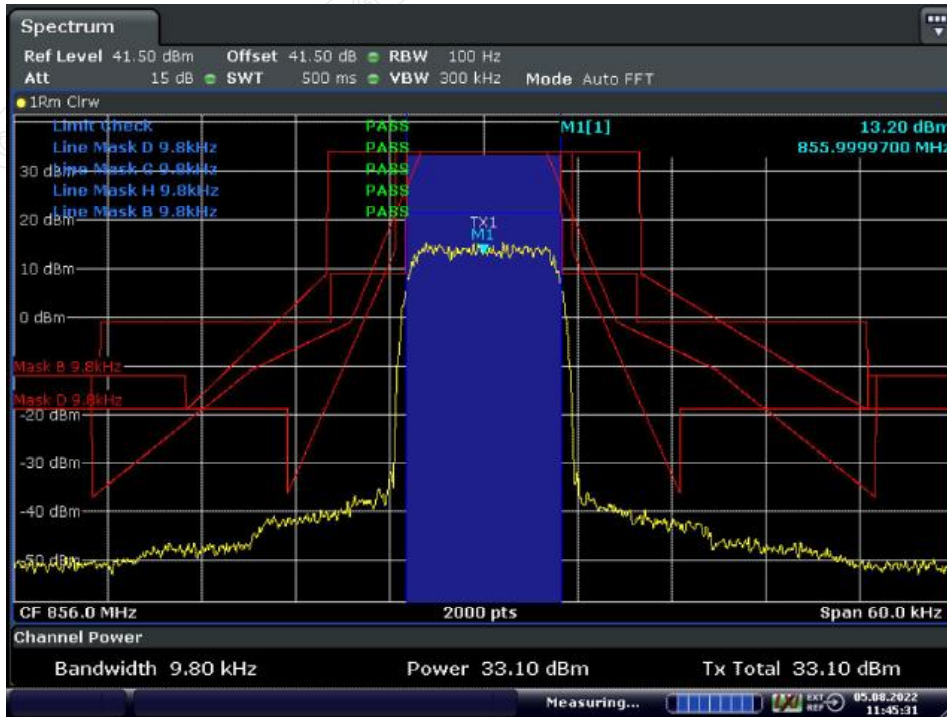 Spectrum
Ref Level 41.50 dBm Offset 41.50 dB RBW 100 Hz
Att 15 dB SWT 500 ms VBW 300 kHz Mode Auto FFT
1Rm Clrw
Limit Check PASS M1[1] 13.20 dBm
Line Mask D 9.8kHz PASS 855.9999700 MHz
30 dBm Line Mask C 9.8kHz PASS
Line Mask H 9.8kHz PASS
Line Mask B 9.8kHz PASS
20 dBm
TX1
M1
10 dBm
0 dBm
Mask B 9.8kHz
Mask D 9.8kHz
-20 dBm
-30 dBm
-40 dBm
-50 dBm
CF 856.0 MHz 2000 pts Span 60.0 kHz
Channel Power
Bandwidth 9.80 kHz Power 33.10 dBm Tx Total 33.10 dBm
Measuring... EXT REF 05.08.2022
11:45:31